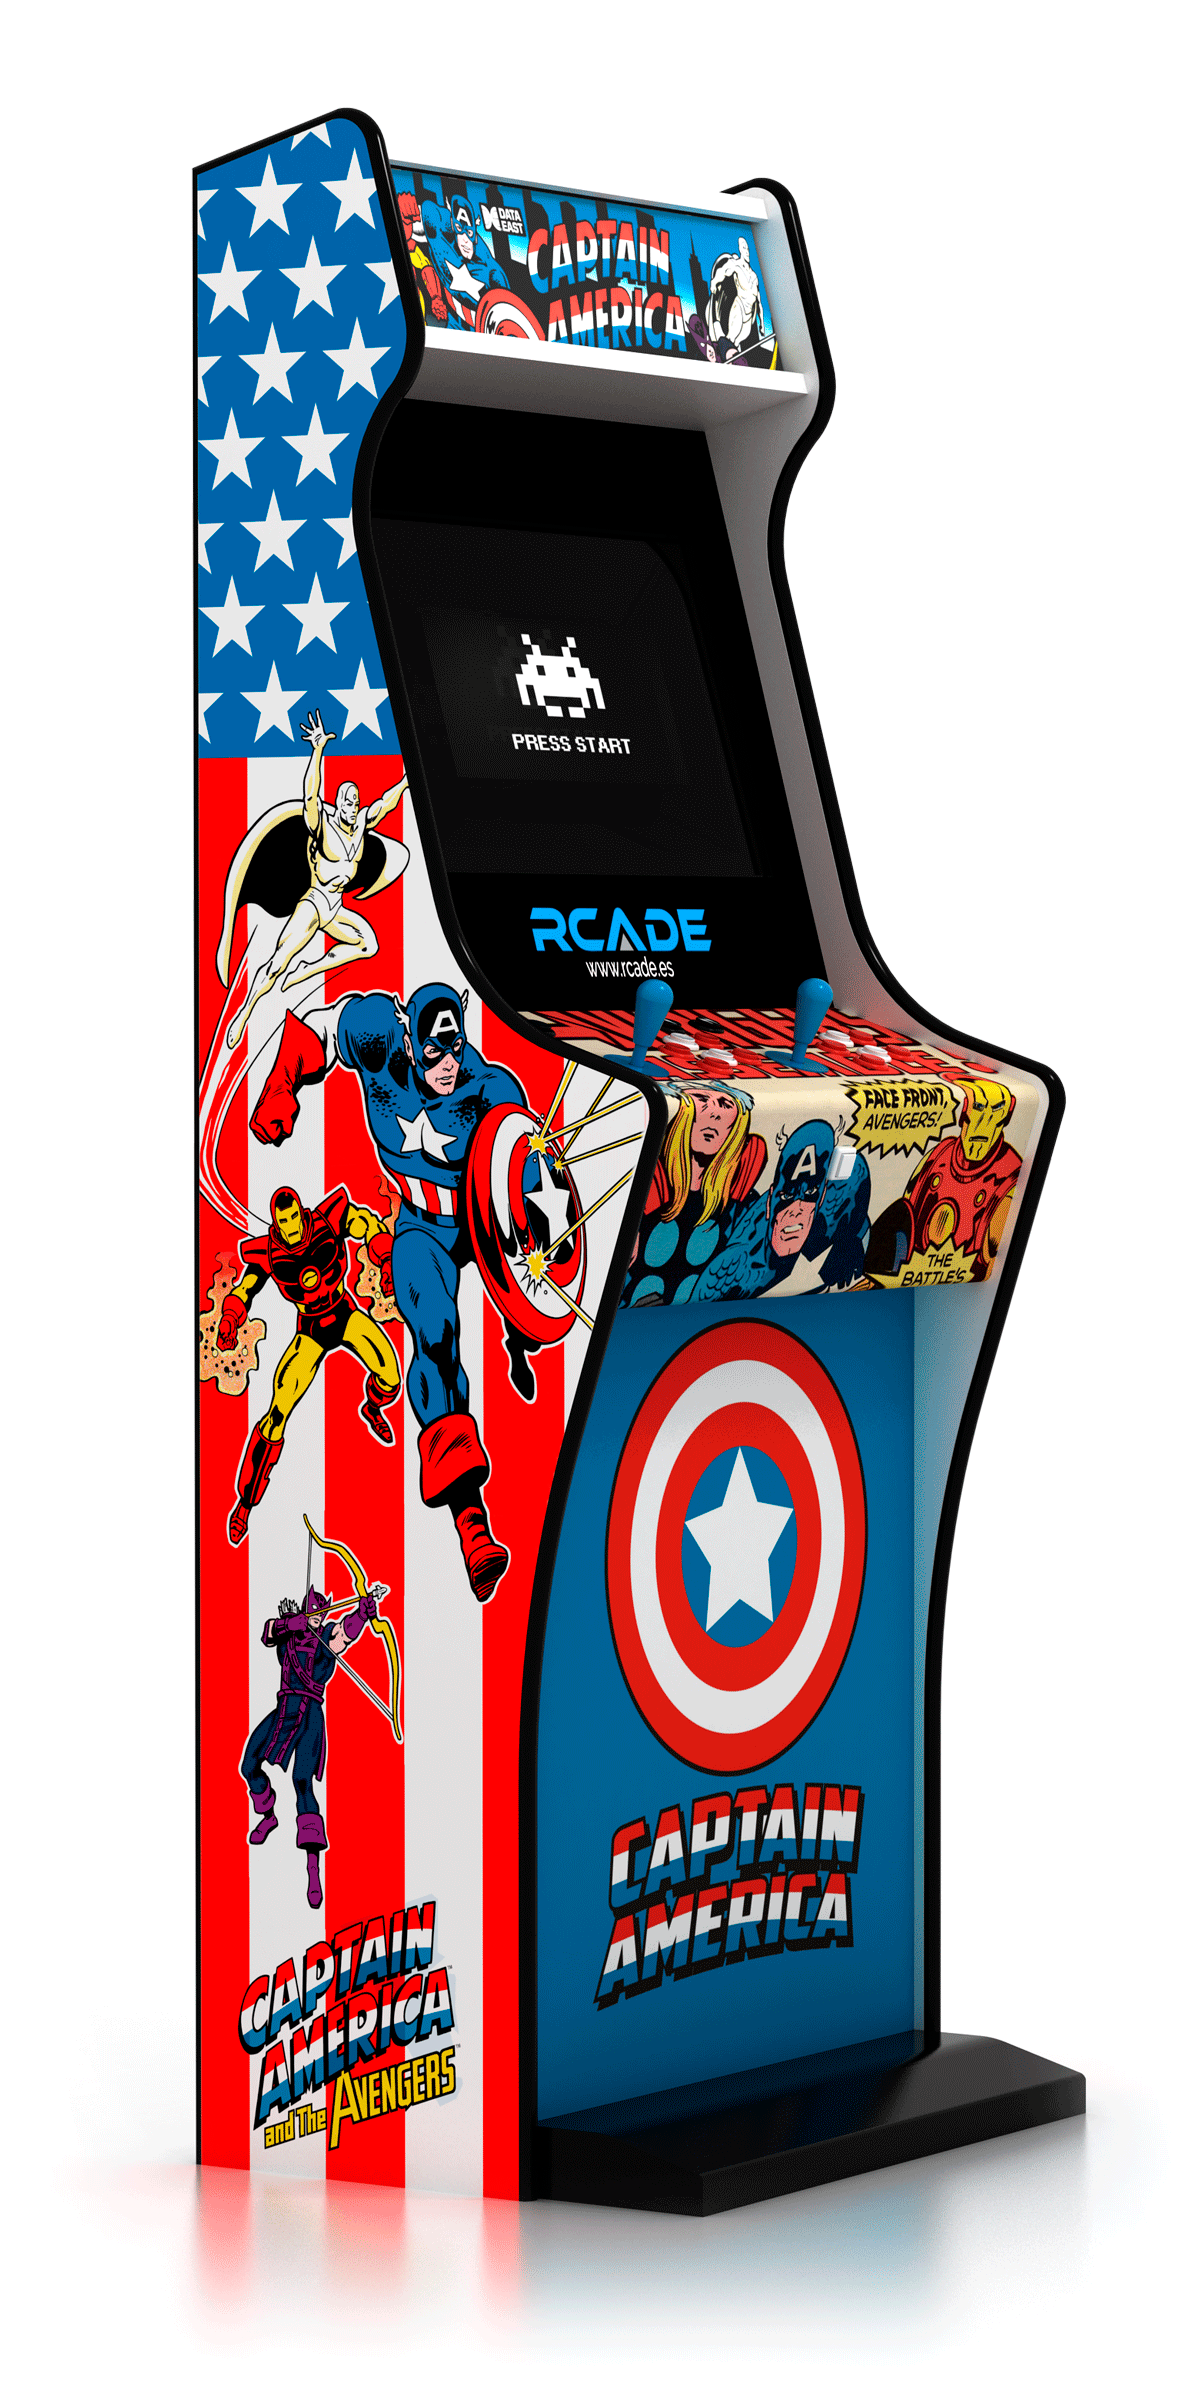 DATA
EAST
CAPTAIN
AMERICA
PRESS START
RCADE
www.rcade.es
FACE FRONT,
AVENGERS!
THE
BATTLE'S
CAPTAIN
AMERICA
CAPTAIN
AMERICA
and The AVENGERS